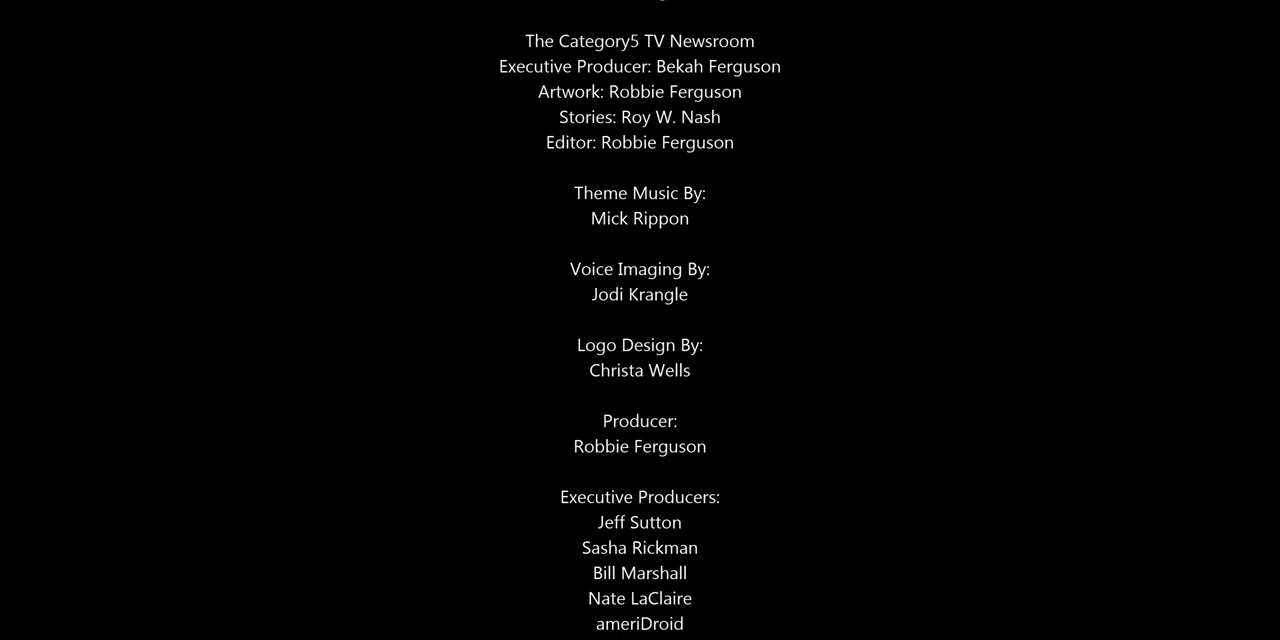 The Category5 TV Newsroom
Executive Producer: Bekah Ferguson
Artwork: Robbie Ferguson
Stories: Roy W. Nash
Editor: Robbie Ferguson
Theme Music By:
Mick Rippon
Voice Imaging By:
Jodi Krangle
Logo Design By:
Christa Wells
Producer:
Robbie Ferguson
Executive Producers:
Jeff Sutton
Sasha Rickman
Bill Marshall
Nate LaClaire
ameriDroid